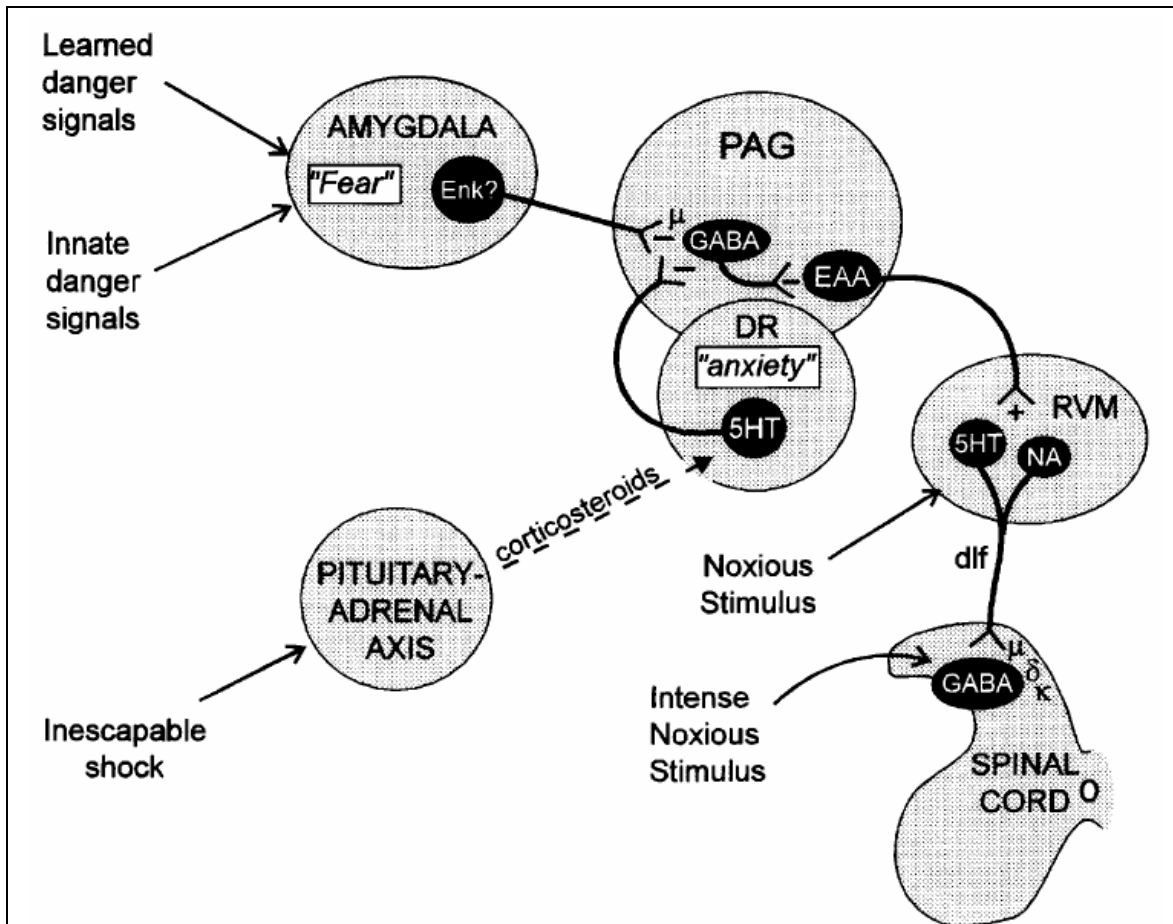 Learned
danger
signals
AMYGDALA
"Fear"
Enk?
Innate
danger
signals
PAG
μ
GABA
EAA
DR
"anxiety"
5HT
RVM
+
5HT
NA
corticosteroids
PITUITARY-
ADRENAL
AXIS
Noxious
Stimulus
dlf
Inescapable
shock
Intense
Noxious
Stimulus
μ
GABA
δ
κ
SPINAL
CORD